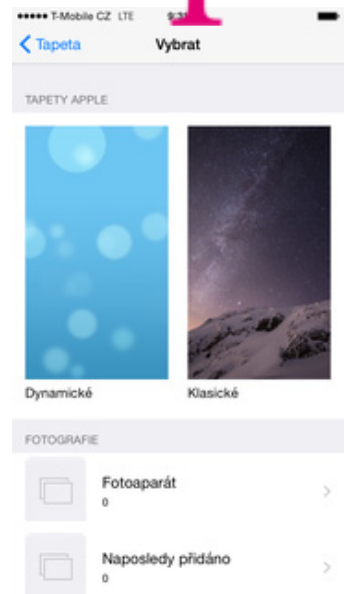 T-Mobile CZ LTE
Tapeta Vybrat
TAPETY APPLE
Dynamické Klasické
FOTOGRAFIE
Fotoaparát
0
Naposledy přidáno
0